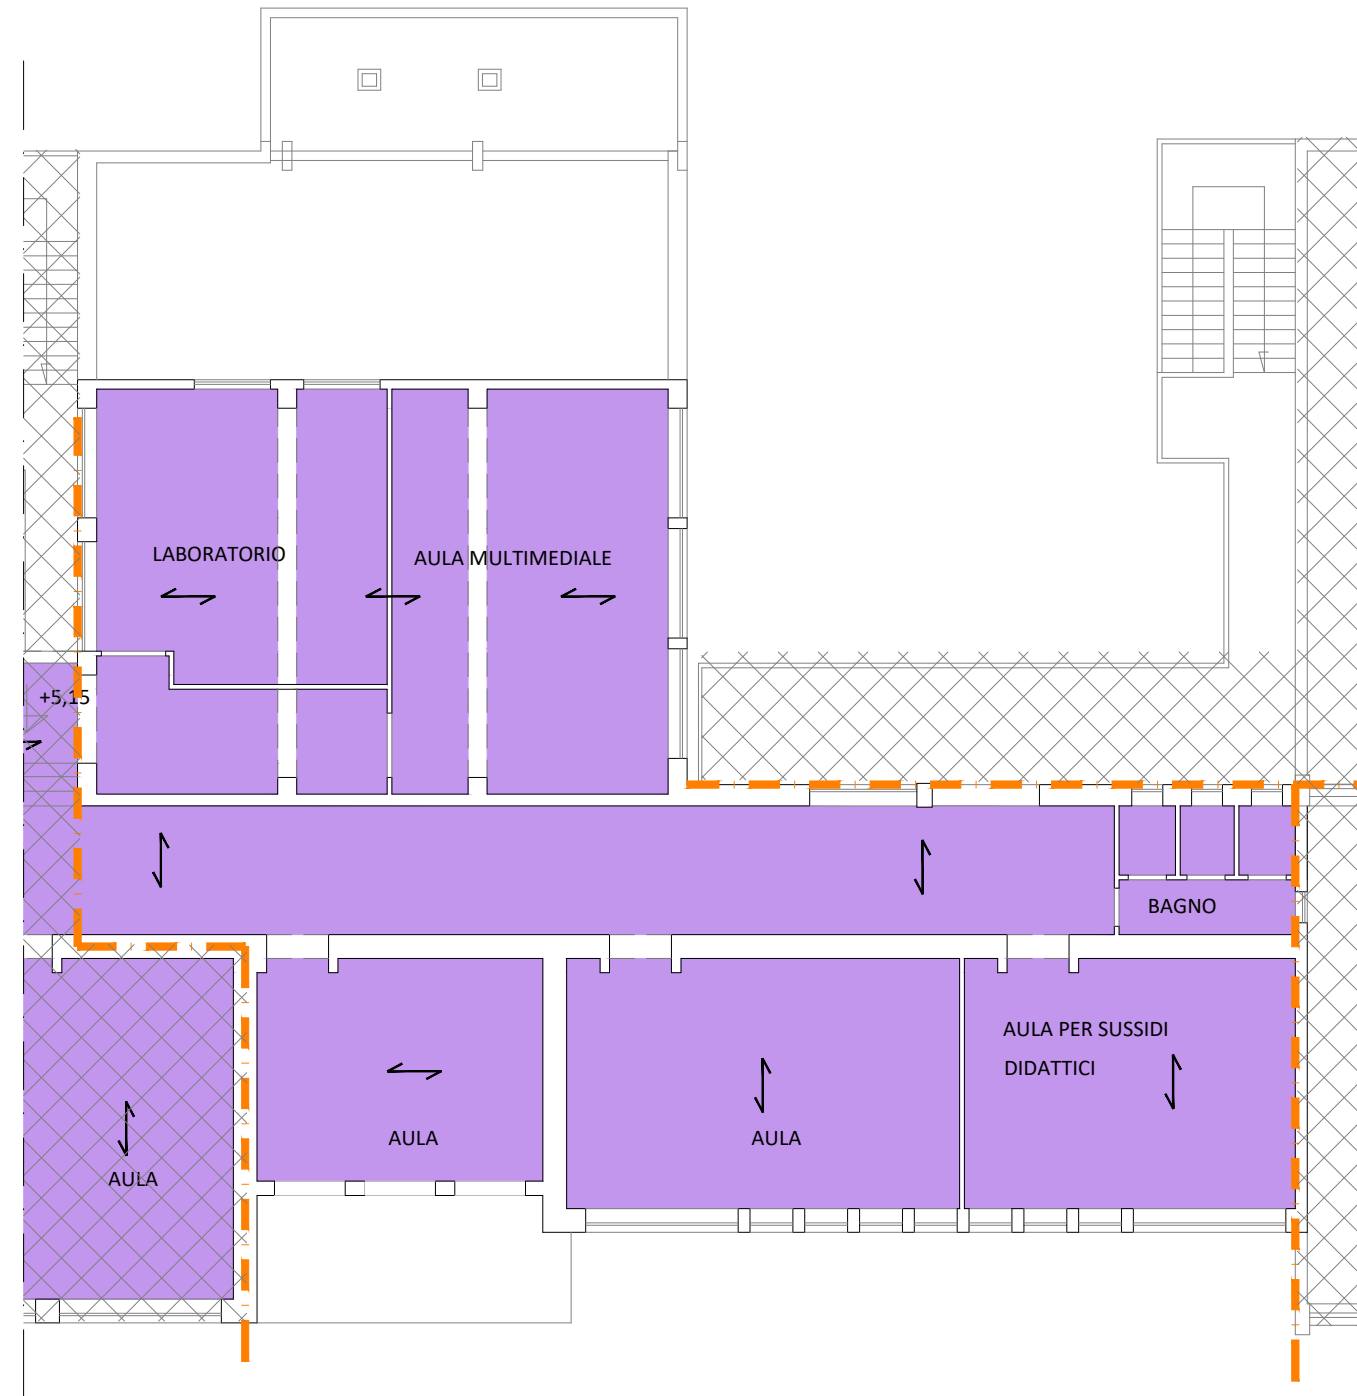 LABORATORIO
AULA MULTIMEDIALE
+5,15
BAGNO
AULA PER SUSSIDI
DIDATTICI
AULA
AULA
AULA